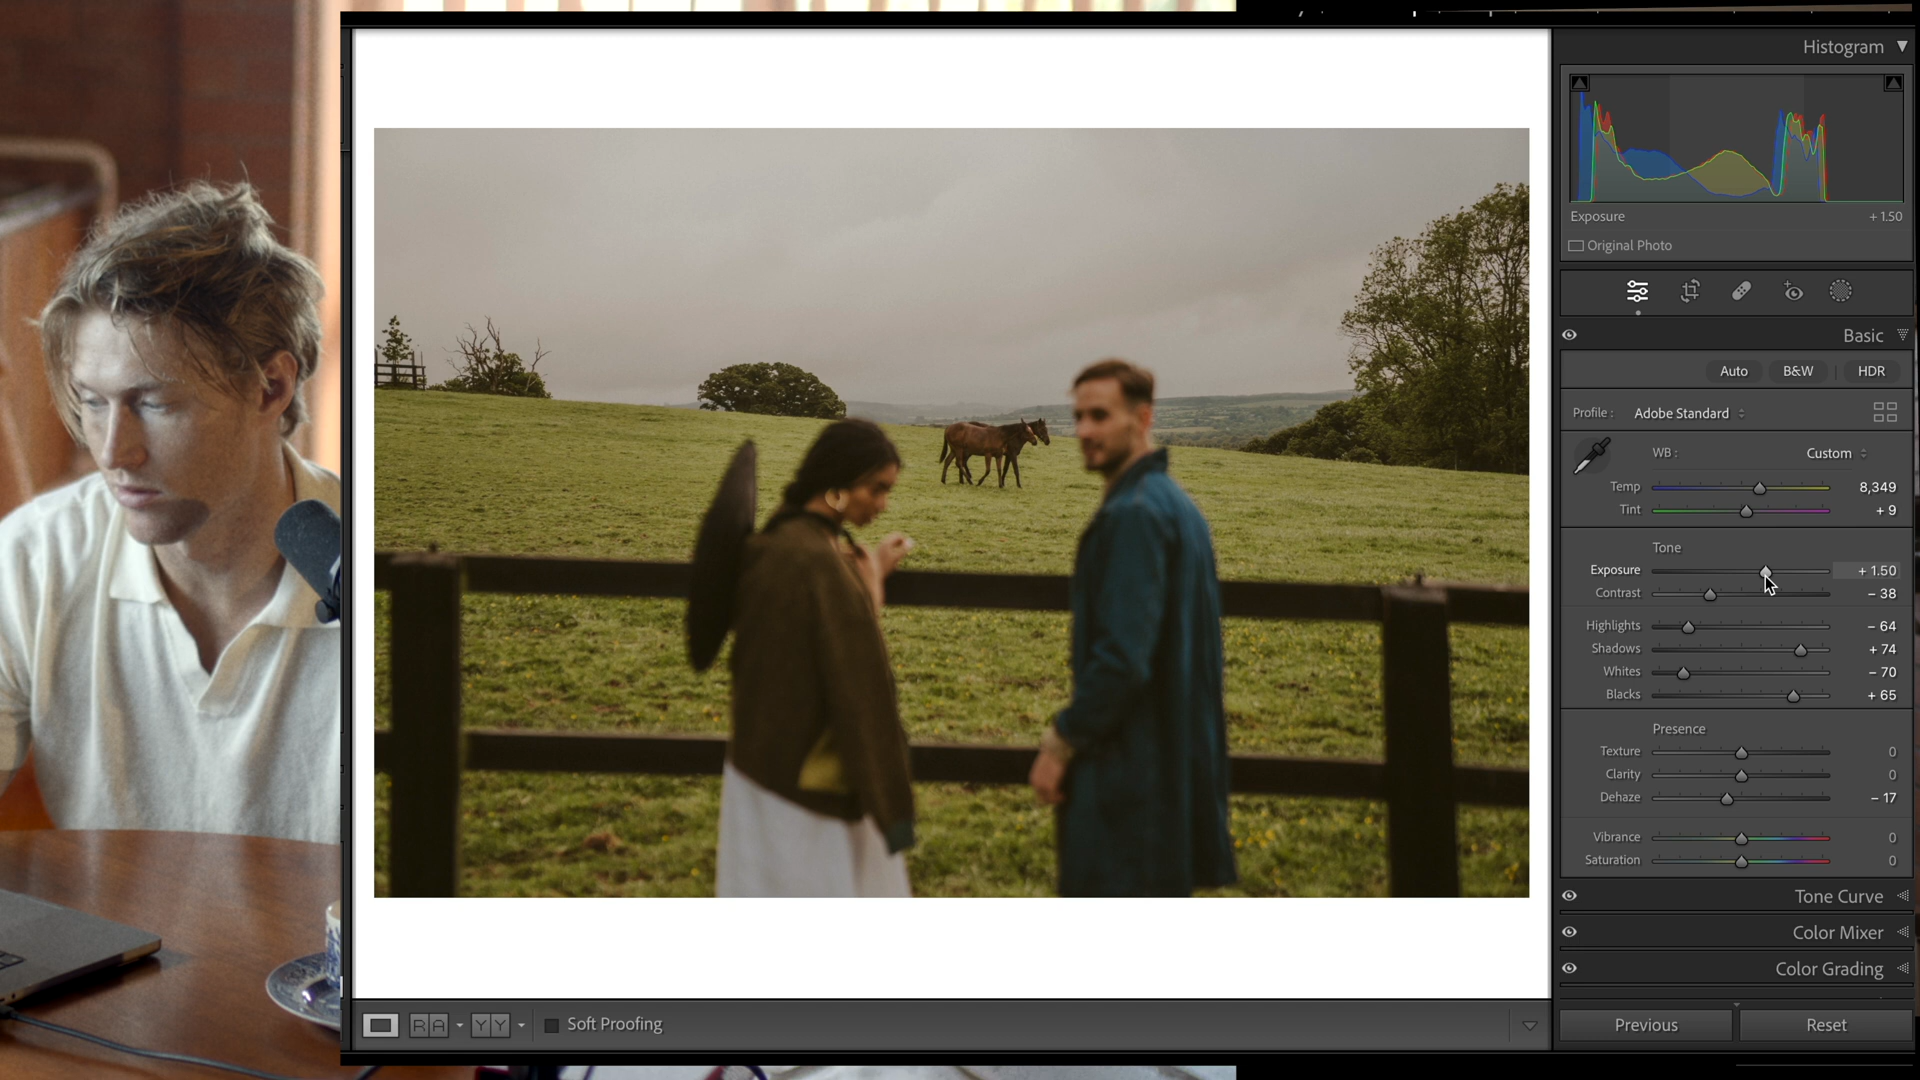 Histogram
Exposure + 1.50
Original Photo
Basic
Auto B&W HDR
Profile : Adobe Standard
WB : Custom
Temp 8,349
Tint + 9
Tone
Exposure + 1.50
Contrast – 38
Highlights – 64
Shadows + 74
Whites – 70
Blacks + 65
Presence
Texture 0
Clarity 0
Dehaze – 17
Vibrance 0
Saturation 0
Tone Curve
Color Mixer
Color Grading
R A Y Y Soft Proofing
Previous Reset